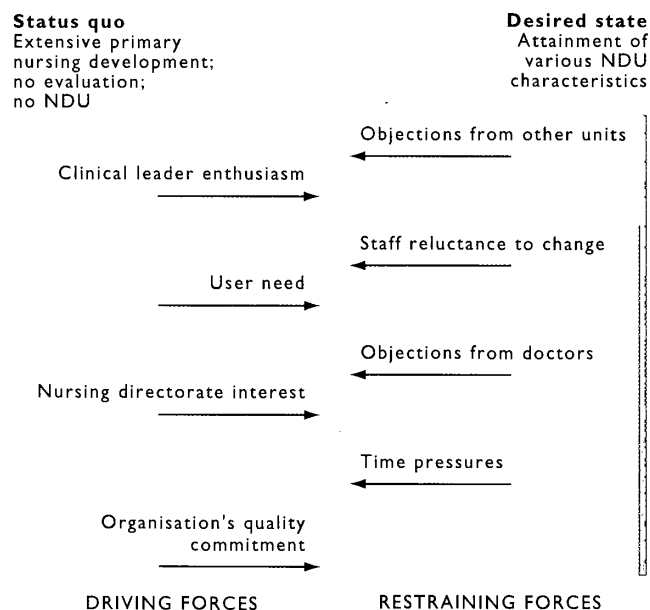 Status quo
Extensive primary
nursing development;
no evaluation;
no NDU
Desired state
Attainment of
various NDU
characteristics
Objections from other units
Clinical leader enthusiasm
Staff reluctance to change
User need
Objections from doctors
Nursing directorate interest
Time pressures
Organisation's quality
commitment
DRIVING FORCES
RESTRAINING FORCES